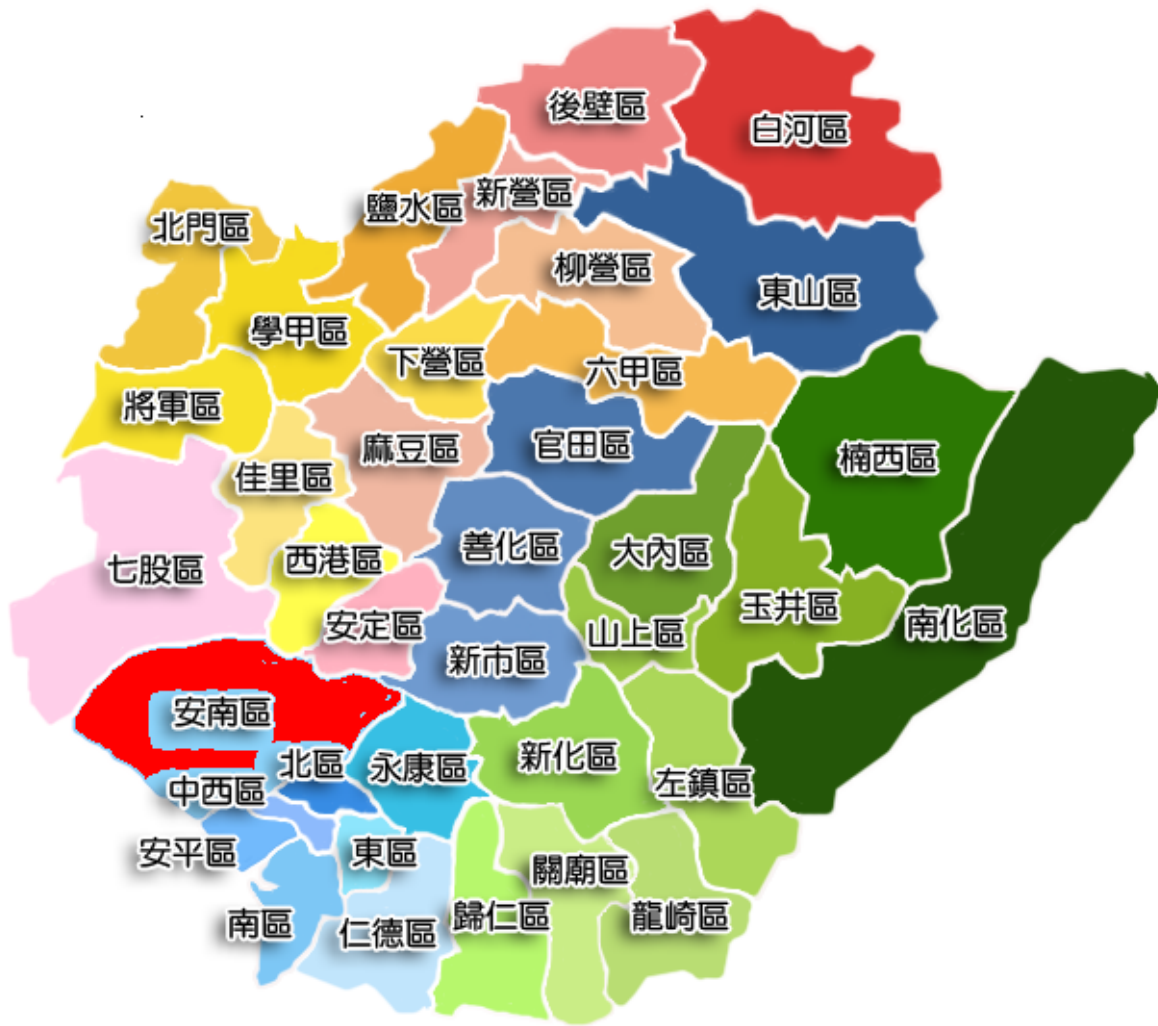 後壁區
白河區
新營區
鹽水區
北門區
柳營區
東山區
學甲區
下營區
六甲區
將軍區
麻豆區
官田區
楠西區
佳里區
善化區
大內區
西港區
七股區
玉井區
南化區
安定區
山上區
新市區
安南區
新化區
北區
永康區
左鎮區
中西區
安平區
東區
關廟區
歸仁區
龍崎區
南區
仁德區